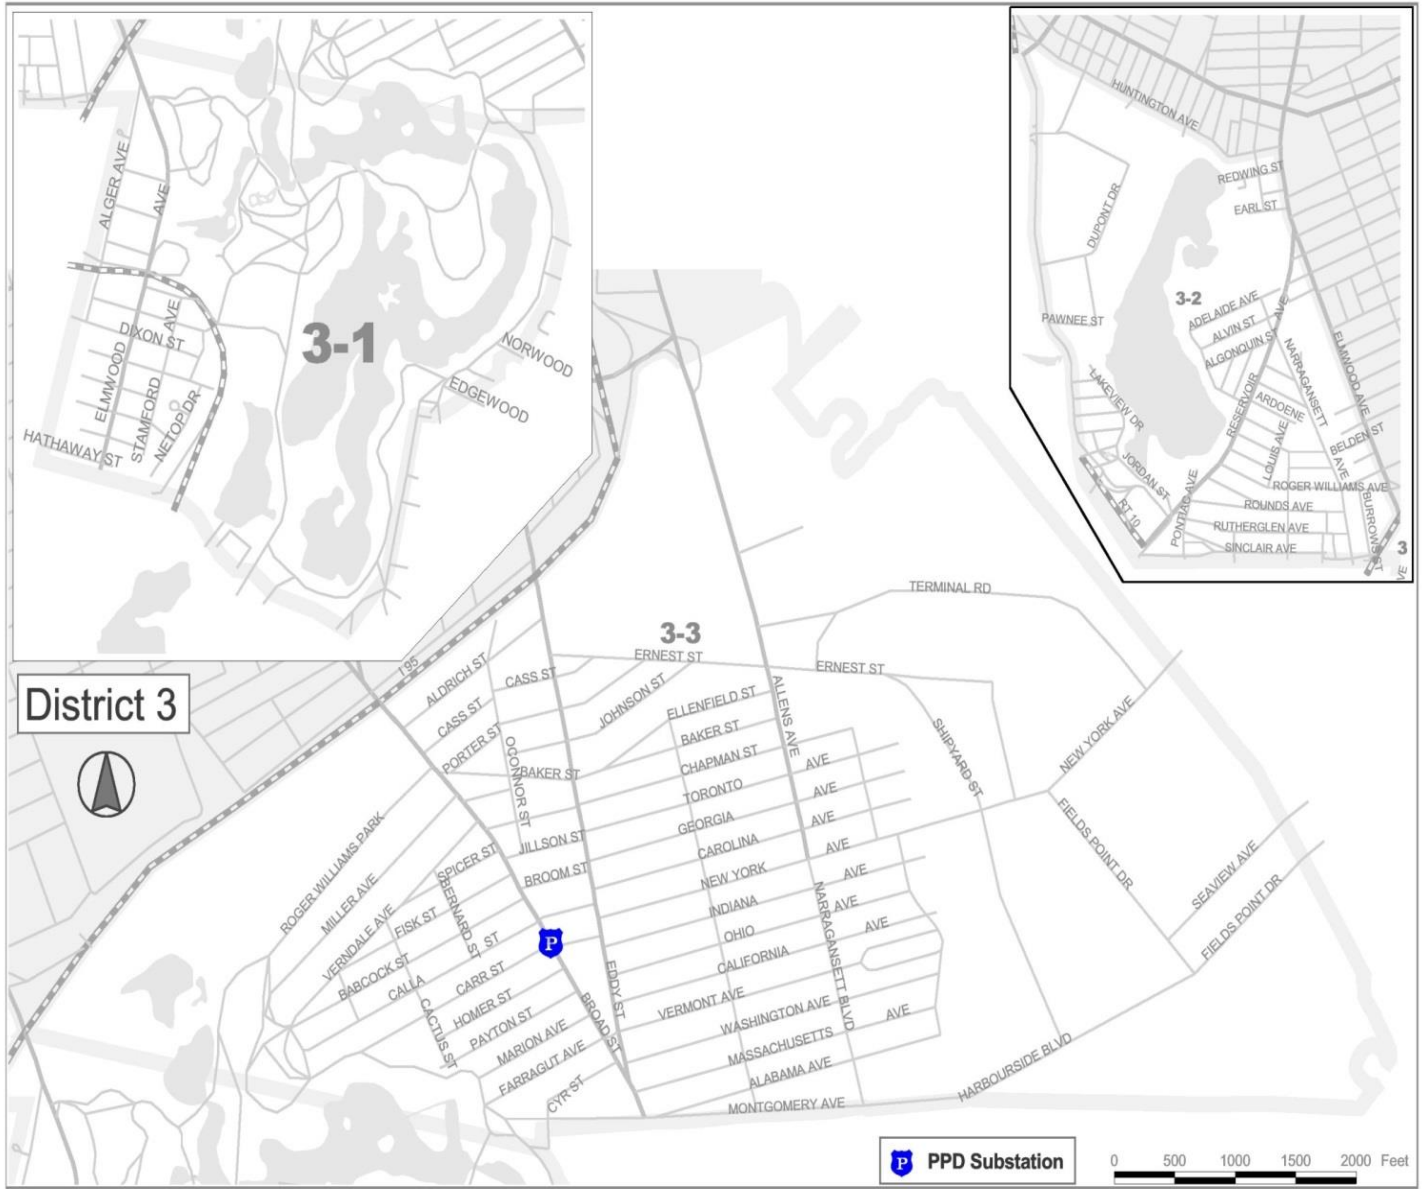 ALGER AVE
AVE
DIXON ST
AVE
ELMWOOD
STAMFORD
NETOP DR
HATHAWAY ST
3-1
NORWOOD
EDGEWOOD
HUNTINGTON AVE
REDWING ST
EARL ST
DUPONT DR
3-2
PAWNEE ST
ADELAIDE AVE
ALVIN ST
ALGONQUIN ST
AVE
NARRAGANSETT
ELMWOOD AVE
LAKEVIEW DR
RESERVOIR
ARDOENE
LOUIS AVE
BELDEN ST
AVE
JORDAN ST
RT 10
PONTIAC AVE
ROGER WILLIAMS AVE
ROUNDS AVE
RUTHERGLEN AVE
SINCLAIR AVE
BURROWS ST
3
VE
District 3
I 95
3-3
TERMINAL RD
ERNEST ST
ERNEST ST
ALDRICH ST
CASS ST
CASS ST
JOHNSON ST
PORTER ST
OCONNOR ST
BAKER ST
ELLENFIELD ST
BAKER ST
CHAPMAN ST
ALLENS AVE
TORONTO
AVE
GEORGIA
AVE
CAROLINA
AVE
NEW YORK
AVE
INDIANA
AVE
OHIO
AVE
CALIFORNIA
AVE
VERMONT AVE
WASHINGTON AVE
MASSACHUSETTS
AVE
ALABAMA AVE
MONTGOMERY AVE
NARRAGANSETT BLVD
SHIPYARD ST
NEW YORK AVE
FIELDS POINT DR
SEAVIEW AVE
FIELDS POINT DR
HARBOURSIDE BLVD
JILLSON ST
BROOM ST
ROGER WILLIAMS PARK
MILLER AVE
SPICER ST
VERNDALE AVE
FISK ST
BERNARD ST
BABCOCK ST
CALLA
ST
CARR ST
CACTUS ST
HOMER ST
PAYTON ST
MARION AVE
FARRAGUT AVE
CYR ST
P
EDDY ST
BROAD ST
P PPD Substation
0 500 1000 1500 2000 Feet